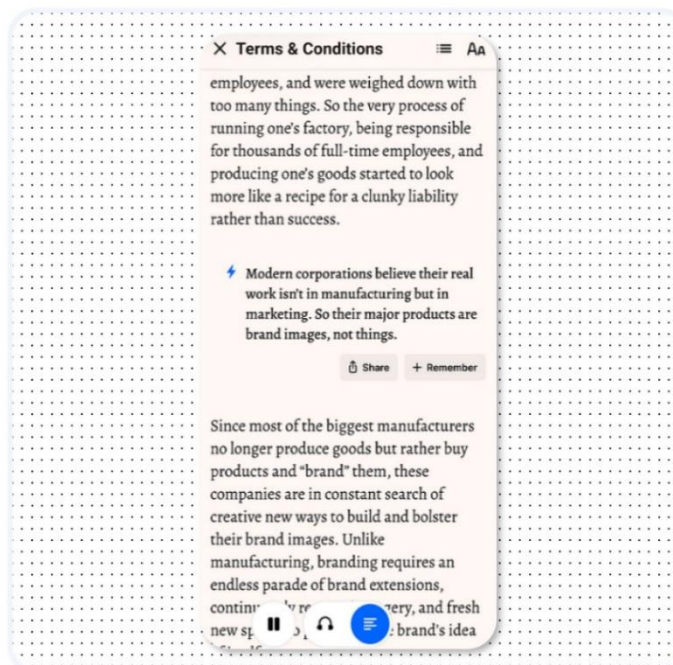 Terms & Conditions
AA
employees, and were weighed down with
too many things. So the very process of
running one's factory, being responsible
for thousands of full-time employees, and
producing one's goods started to look
more like a recipe for a clunky liability
rather than success.
Modern corporations believe their real
work isn't in manufacturing but in
marketing. So their major products are
brand images, not things.
Share
+ Remember
Since most of the biggest manufacturers
no longer produce goods but rather buy
products and “brand” them, these
companies are in constant search of
creative new ways to build and bolster
their brand images. Unlike
manufacturing, branding requires an
endless parade of brand extensions,
and fresh
new brand's idea